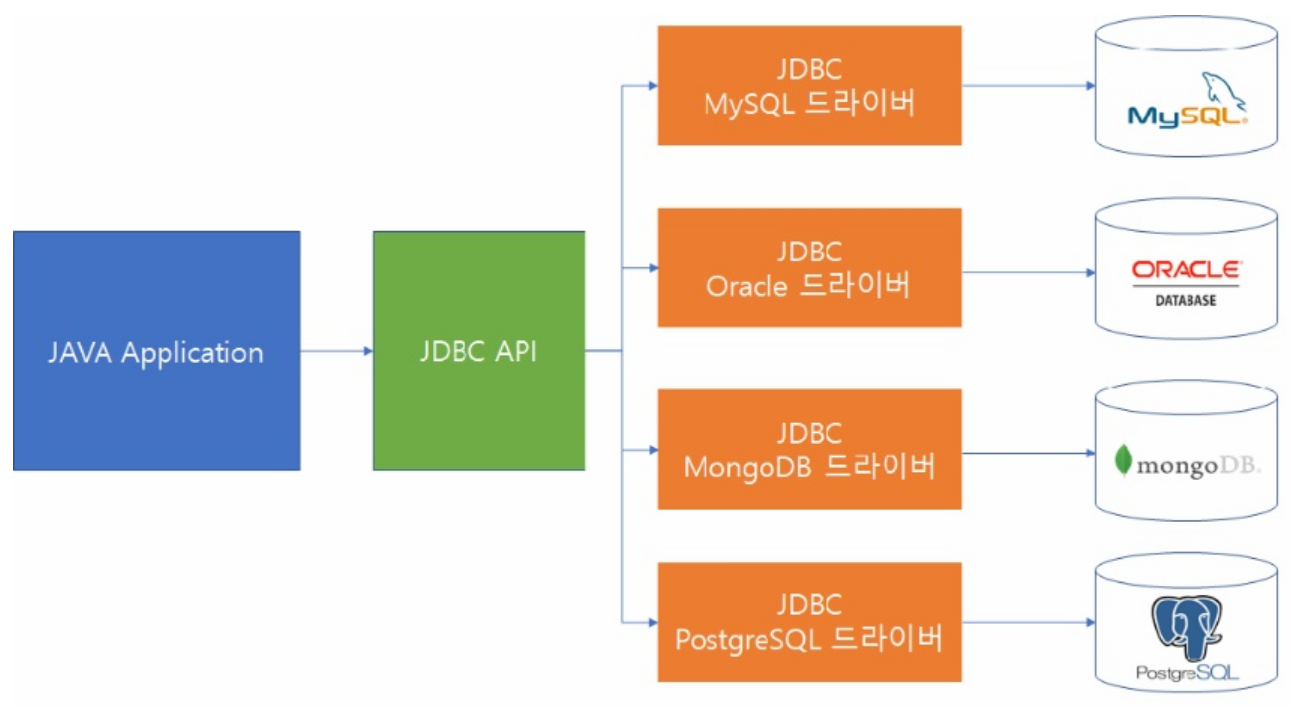 JAVA Application
JDBC API
JDBC
MySQL 드라이버
MySQL®
JDBC
Oracle 드라이버
ORACLE
DATABASE
JDBC
MongoDB 드라이버
mongoDB.
JDBC
PostgreSQL 드라이버
PostgreSQL